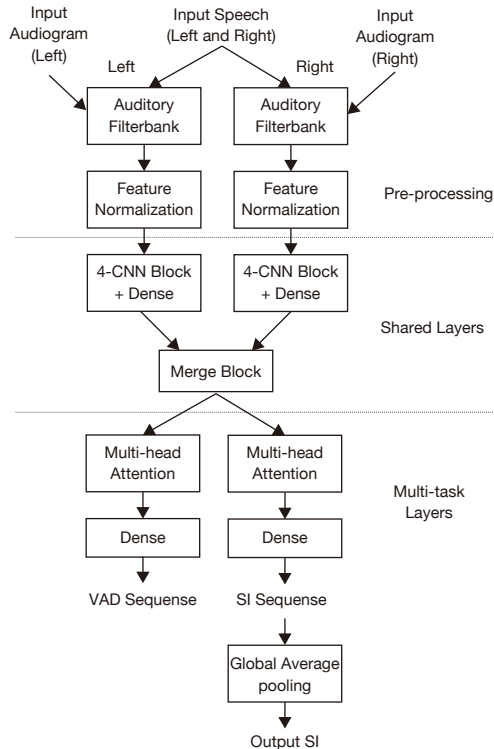 Input
Audiogram
(Left)
Input Speech
(Left and Right)
Input
Audiogram
(Right)
Left
Right
Auditory
Filterbank
Auditory
Filterbank
Feature
Normalization
Feature
Normalization
Pre-processing
4-CNN Block
+ Dense
4-CNN Block
+ Dense
Shared Layers
Merge Block
Multi-head
Attention
Multi-head
Attention
Multi-task
Layers
Dense
Dense
VAD Sequense
SI Sequense
Global Average
pooling
Output SI